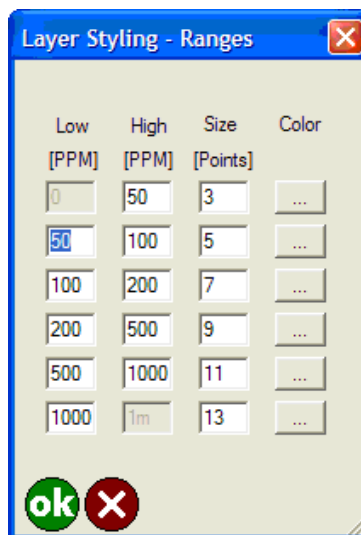 Layer Styling - Ranges
Low High Size Color
[PPM] [PPM] [Points]
0 50 3 ...
50 100 5 ...
100 200 7 ...
200 500 9 ...
500 1000 11 ...
1000 1m 13 ...
ok